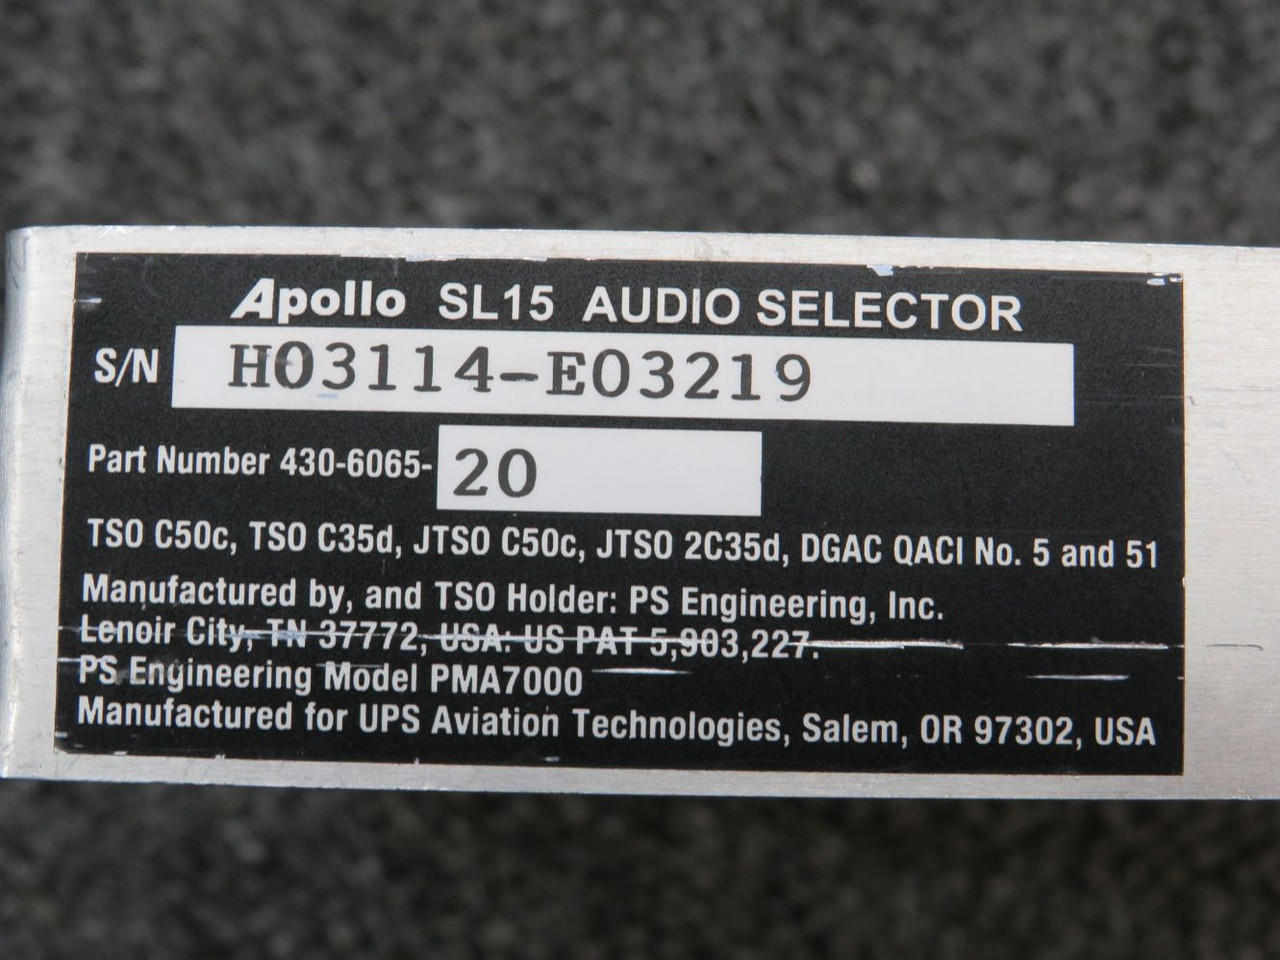 Apollo SL15 AUDIO SELECTOR
S/N H03114-E03219
Part Number 430-6065- 20
TSO C50c, TSO C35d, JTSO C50c, JTSO 2C35d, DGAC QACI No. 5 and 51
Manufactured by, and TSO Holder: PS Engineering, Inc.
Lenoir City, TN 37772, USA. US PAT 5,903,227.
PS Engineering Model PMA7000
Manufactured for UPS Aviation Technologies, Salem, OR 97302, USA